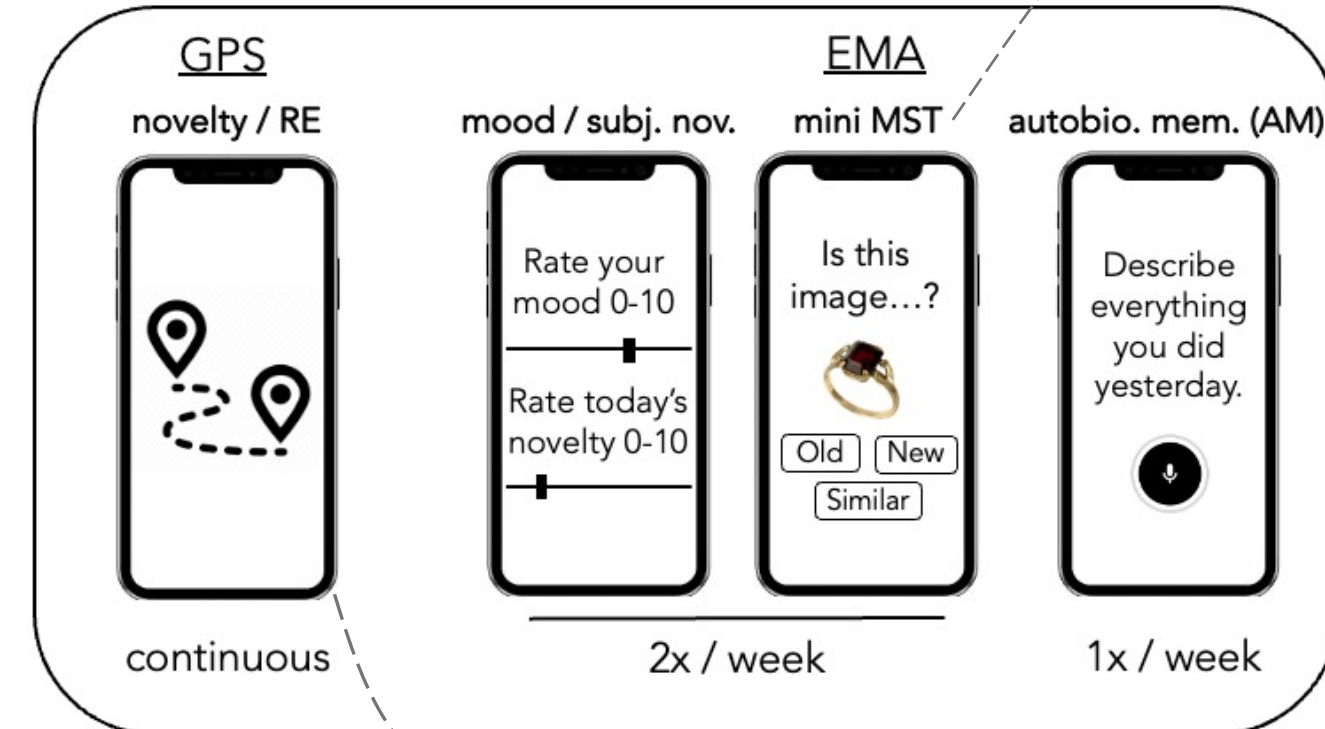 GPS
EMA
novelty / RE
mood / subj. nov.
mini MST
autobio. mem. (AM)
Rate your
mood 0-10
Rate today's
novelty 0-10
Is this
image...?
Old
New
Similar
Describe
everything
you did
yesterday.
continuous
2x / week
1x / week